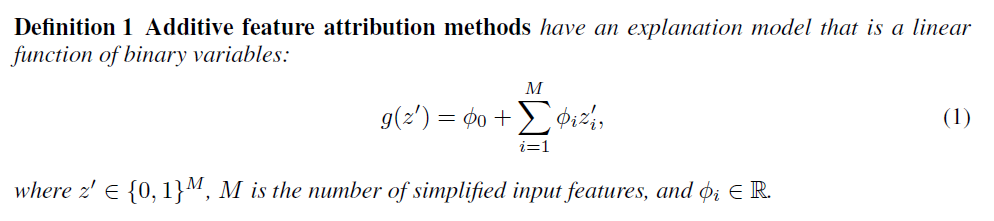 Definition 1 Additive feature attribution methods have an explanation model that is a linear
function of binary variables:
g(z′) = ϕ₀ + ∑_{i=1}^{M} ϕᵢz′ᵢ, (1)
where z′ ∈ {0, 1}ᴹ, M is the number of simplified input features, and ϕᵢ ∈ ℝ.